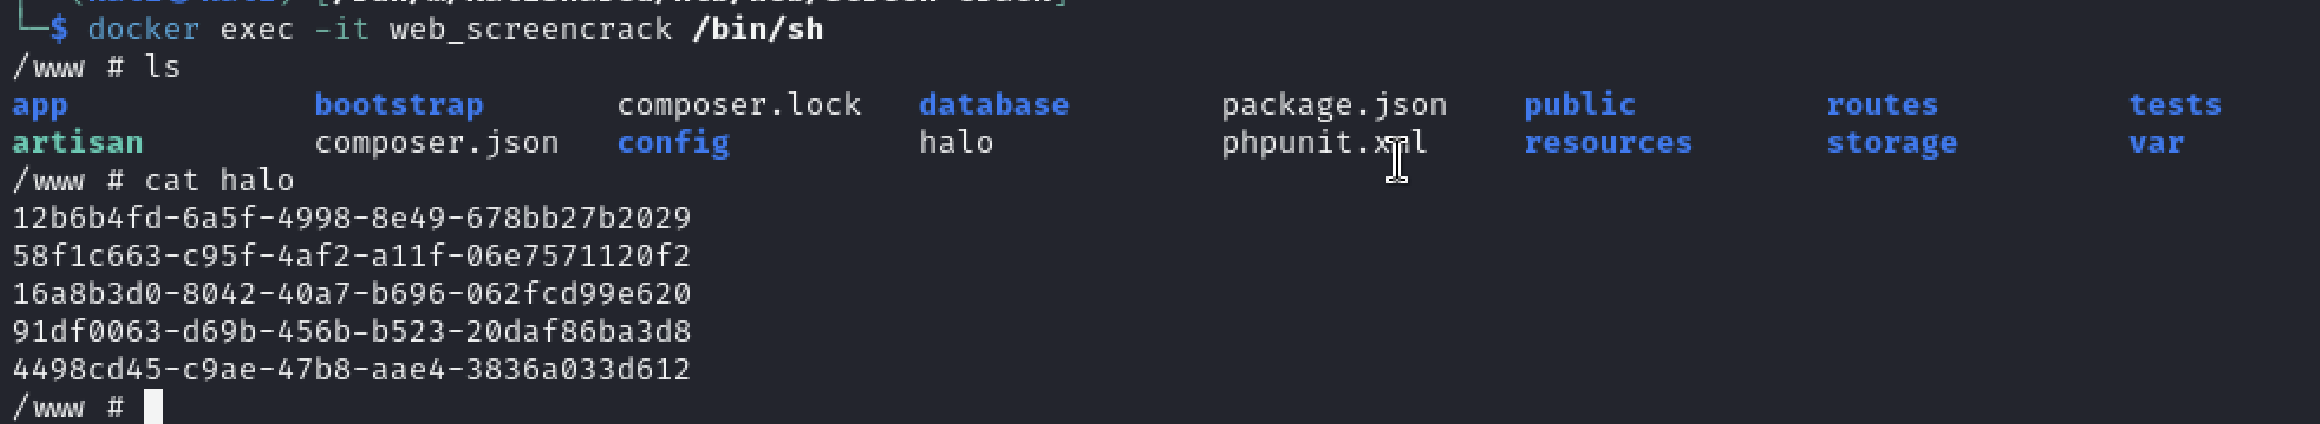 └─$ docker exec -it web_screencrack /bin/sh
/www # ls
app bootstrap composer.lock database package.json public routes tests
artisan composer.json config halo phpunit.xml resources storage var
/www # cat halo
12b6b4fd-6a5f-4998-8e49-678bb27b2029
58f1c663-c95f-4af2-a11f-06e7571120f2
16a8b3d0-8042-40a7-b696-062fcd99e620
91df0063-d69b-456b-b523-20daf86ba3d8
4498cd45-c9ae-47b8-aae4-3836a033d612
/www #